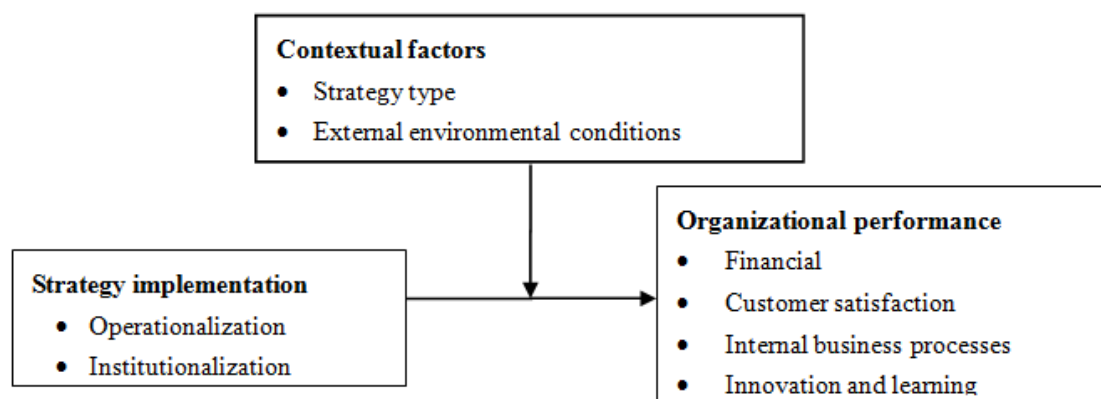 Contextual factors
• Strategy type
• External environmental conditions
Organizational performance
• Financial
• Customer satisfaction
• Internal business processes
• Innovation and learning
Strategy implementation
• Operationalization
• Institutionalization